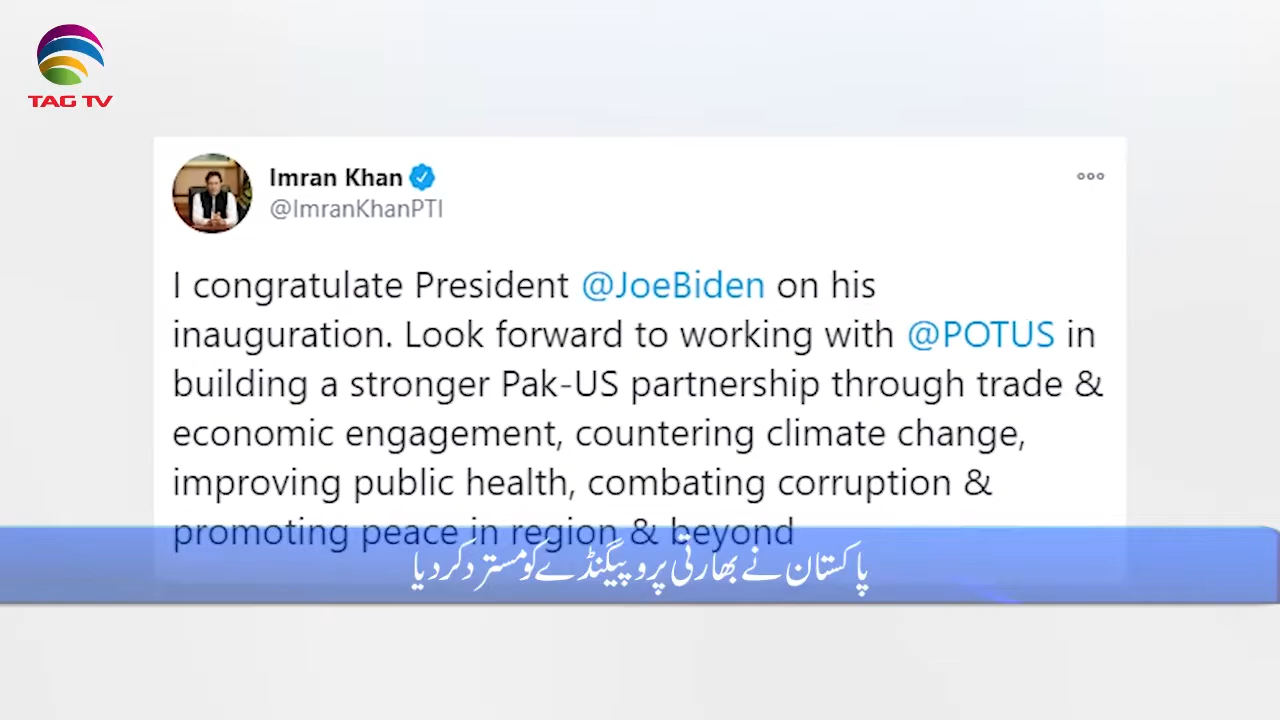 TAG TV
Imran Khan
@ImranKhanPTI
I congratulate President @JoeBiden on his
inauguration. Look forward to working with @POTUS in
building a stronger Pak-US partnership through trade &
economic engagement, countering climate change,
improving public health, combating corruption &
promoting peace in region & beyond
پاکستان نے بھارتی پروپیگنڈے کو مسترد کر دیا